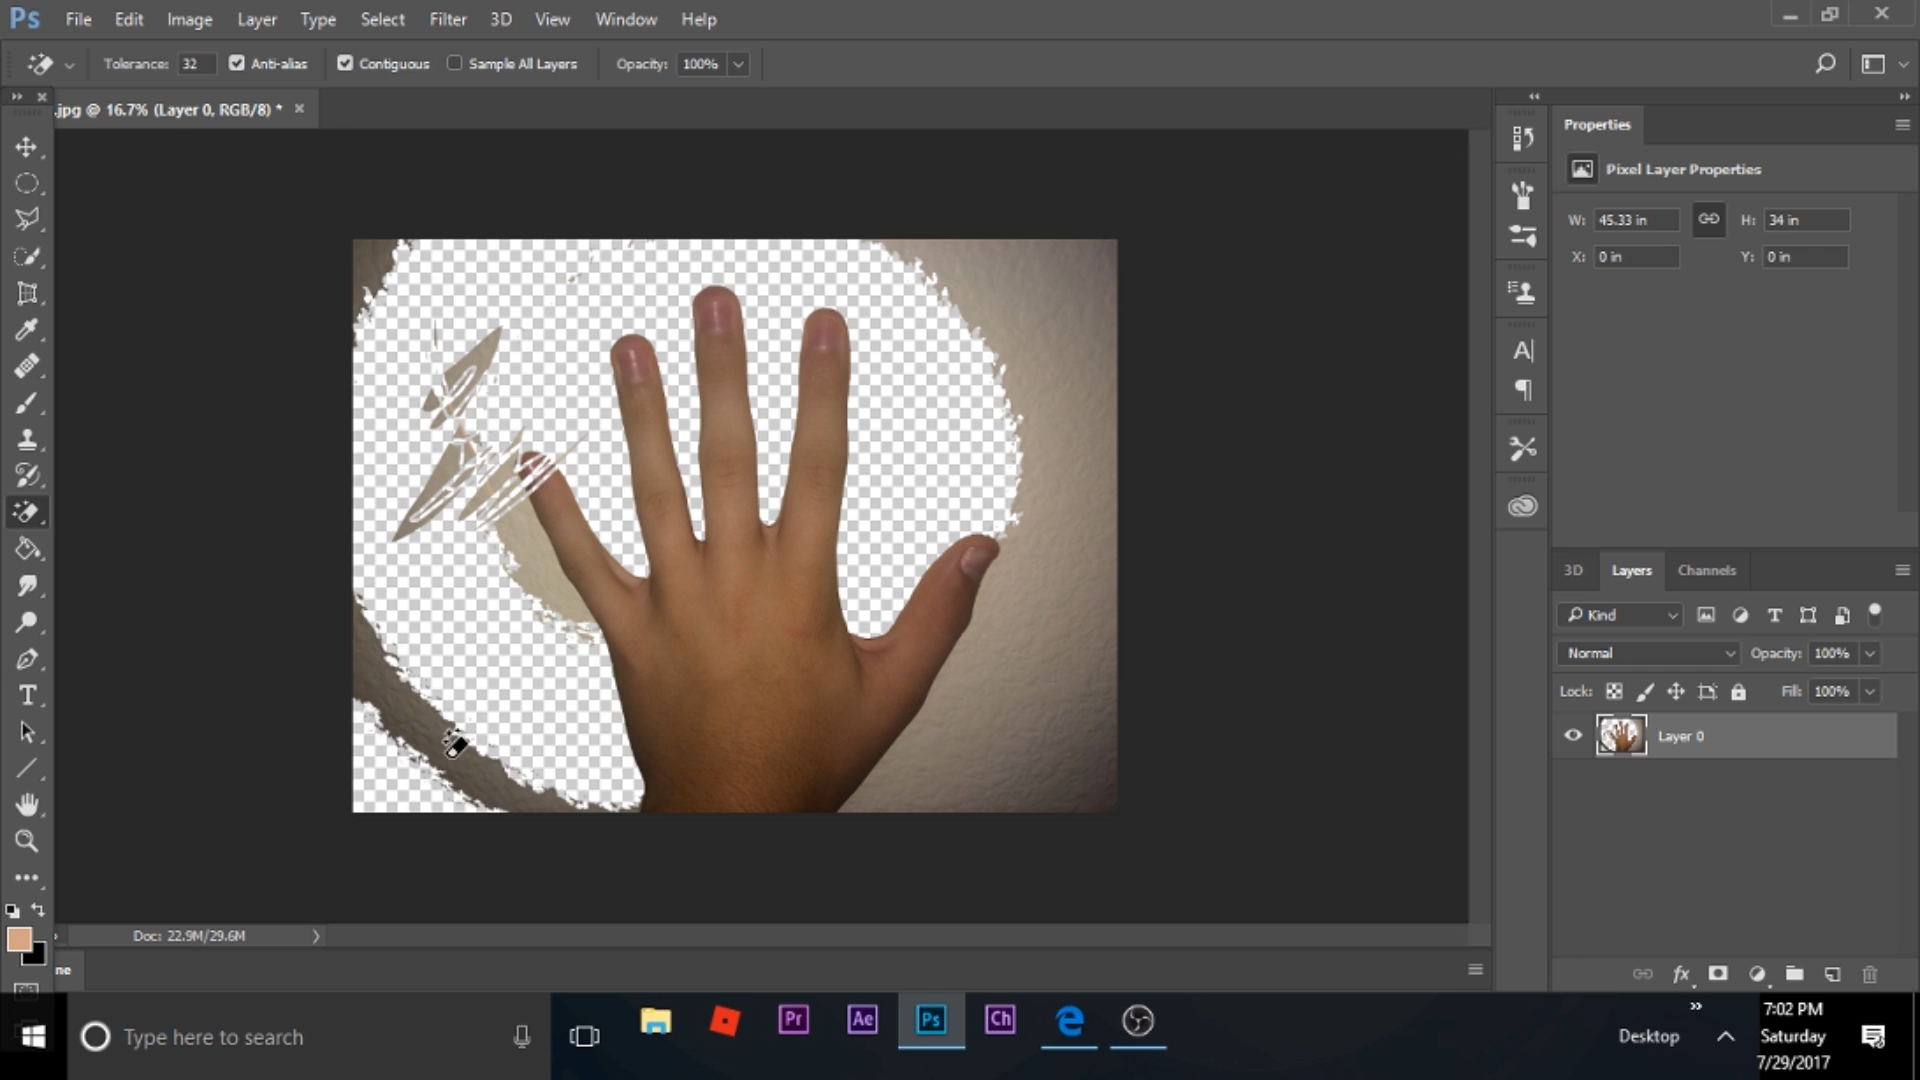 Ps File Edit Image Layer Type Select Filter 3D View Window Help
Tolerance: 32 Anti-alias Contiguous Sample All Layers Opacity: 100%
.jpg @ 16.7% (Layer 0, RGB/8) *
Properties
Pixel Layer Properties
W: 45.33 in H: 34 in
X: 0 in Y: 0 in
A
3D Layers Channels
Kind
Normal Opacity: 100%
Lock: Fill: 100%
Layer 0
Doc: 22.9M/29.6M
ne
fx
Type here to search
Pr Ae Ps Ch
Desktop
7:02 PM
Saturday
7/29/2017